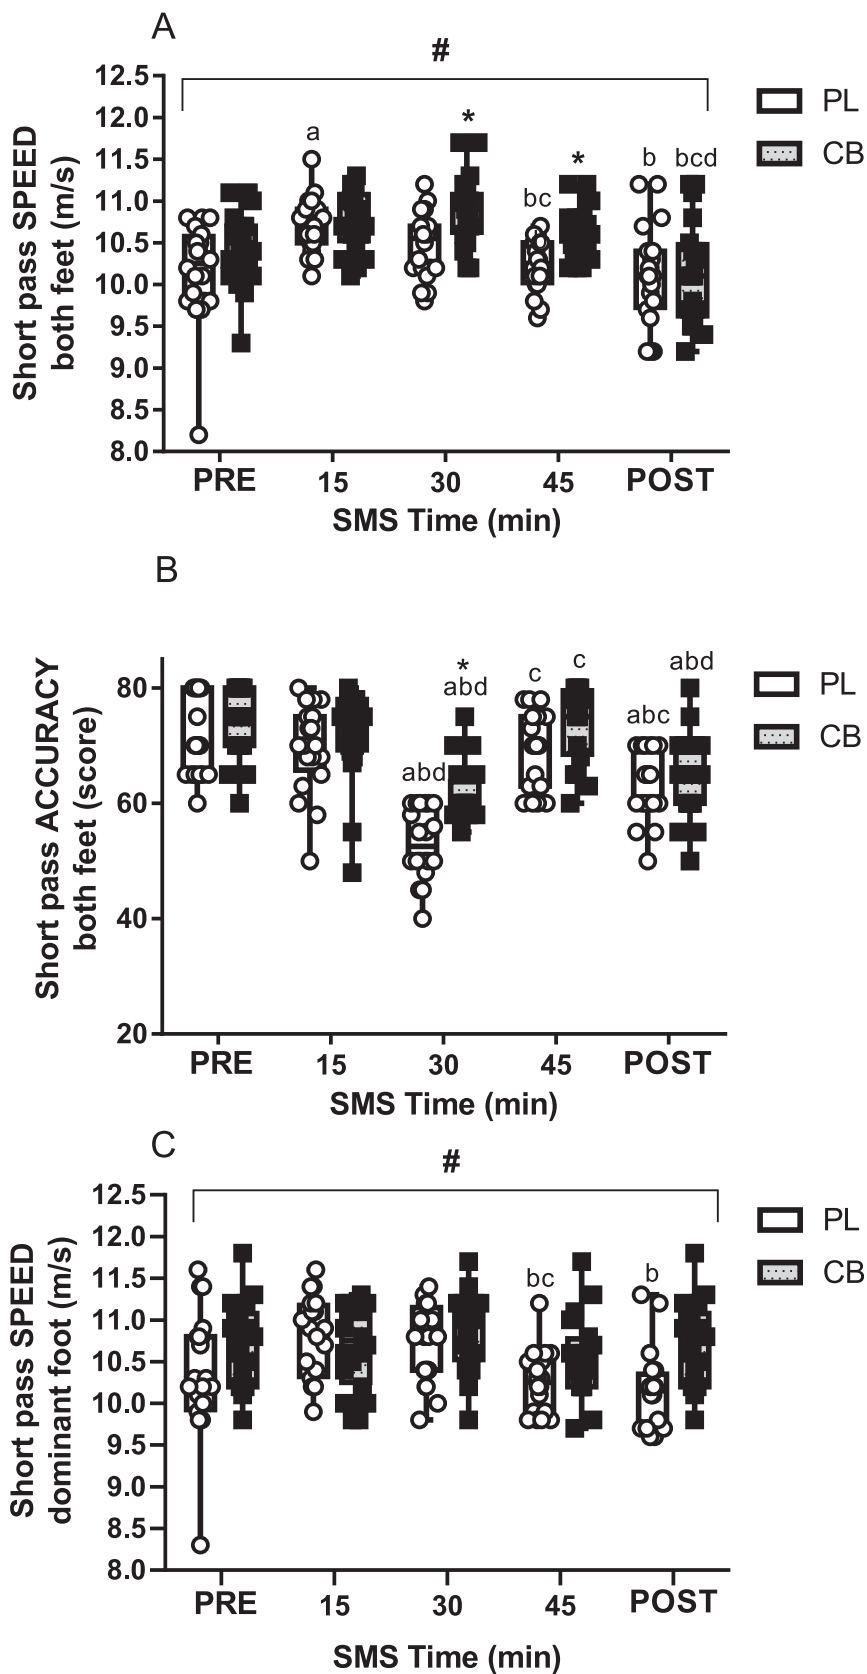 A
#
12.5
12.0
11.5
11.0
10.5
10.0
9.5
9.0
8.5
8.0
Short pass SPEED
both feet (m/s)
a
*
bc
*
b
bcd
PL
CB
PRE 15 30 45 POST
SMS Time (min)
B
80
60
40
20
Short pass ACCURACY
both feet (score)
abd
*
abd
c
c
abc
abd
PL
CB
PRE 15 30 45 POST
SMS Time (min)
C
#
12.5
12.0
11.5
11.0
10.5
10.0
9.5
9.0
8.5
8.0
Short pass SPEED
dominant foot (m/s)
bc
b
PL
CB
PRE 15 30 45 POST
SMS Time (min)